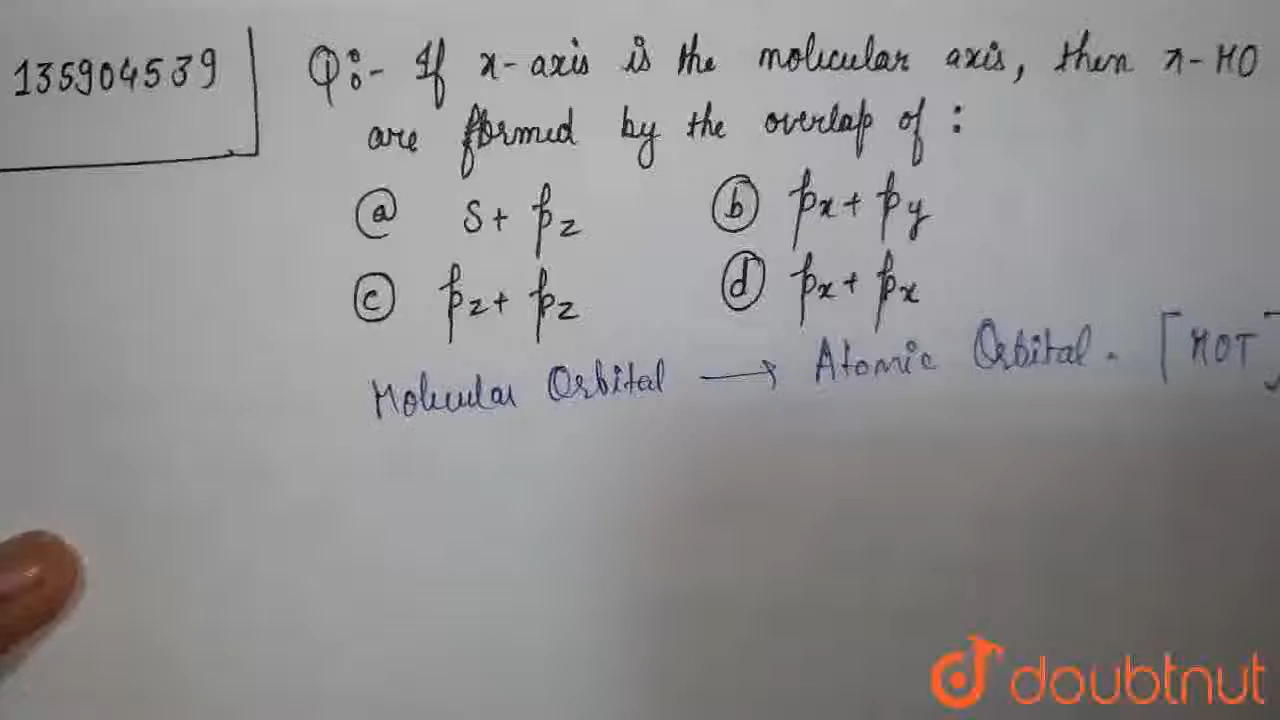 135904539
Q:- If x-axis is the molecular axis, then π-MO
are formed by the overlap of :
(a) S + pz (b) px + py
(c) pz + pz (d) px + px
Molecular Orbital → Atomic Orbital. [MOT]
doubtnut